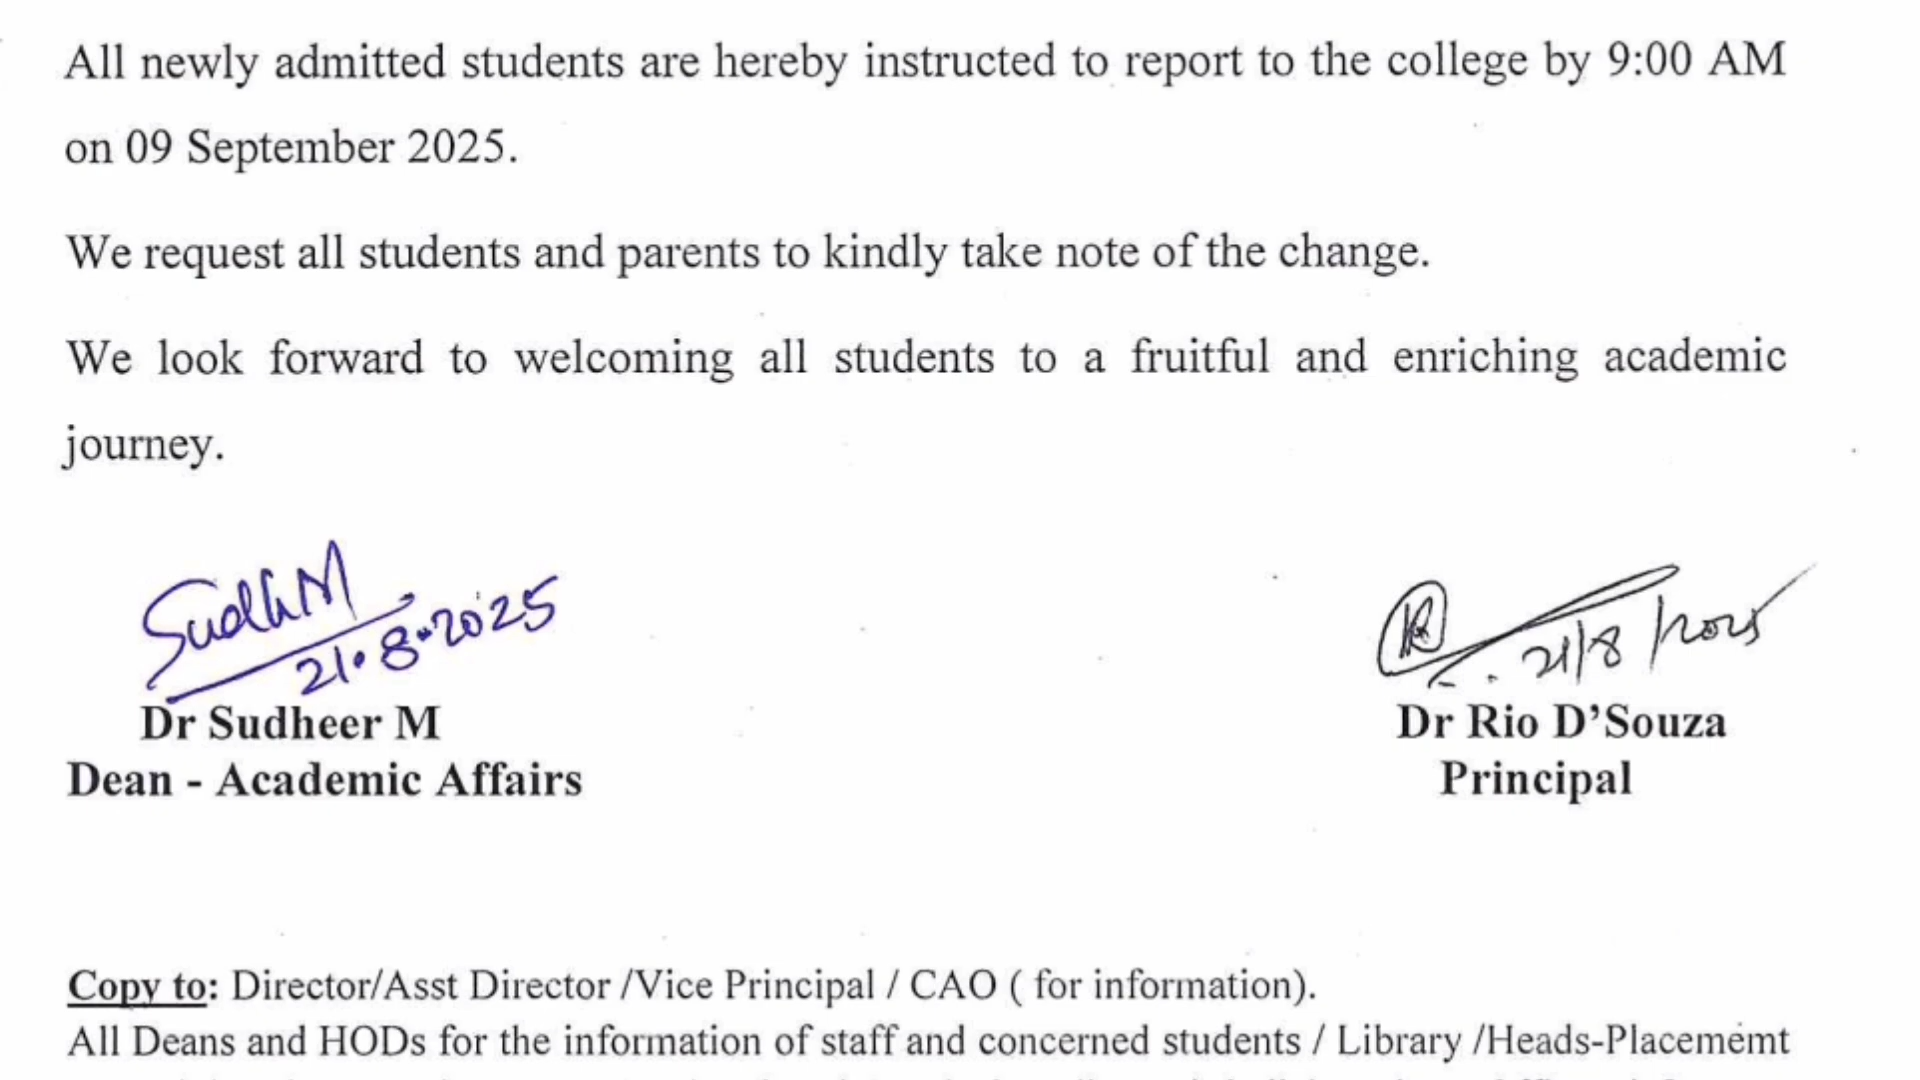 All newly admitted students are hereby instructed to report to the college by 9:00 AM
on 09 September 2025.
We request all students and parents to kindly take note of the change.
We look forward to welcoming all students to a fruitful and enriching academic
journey.
SudhM
21.8.2025
21/8/2025
Dr Sudheer M
Dr Rio D’Souza
Dean - Academic Affairs
Principal
Copy to: Director/Asst Director /Vice Principal / CAO ( for information).
All Deans and HODs for the information of staff and concerned students / Library /Heads-Placememt